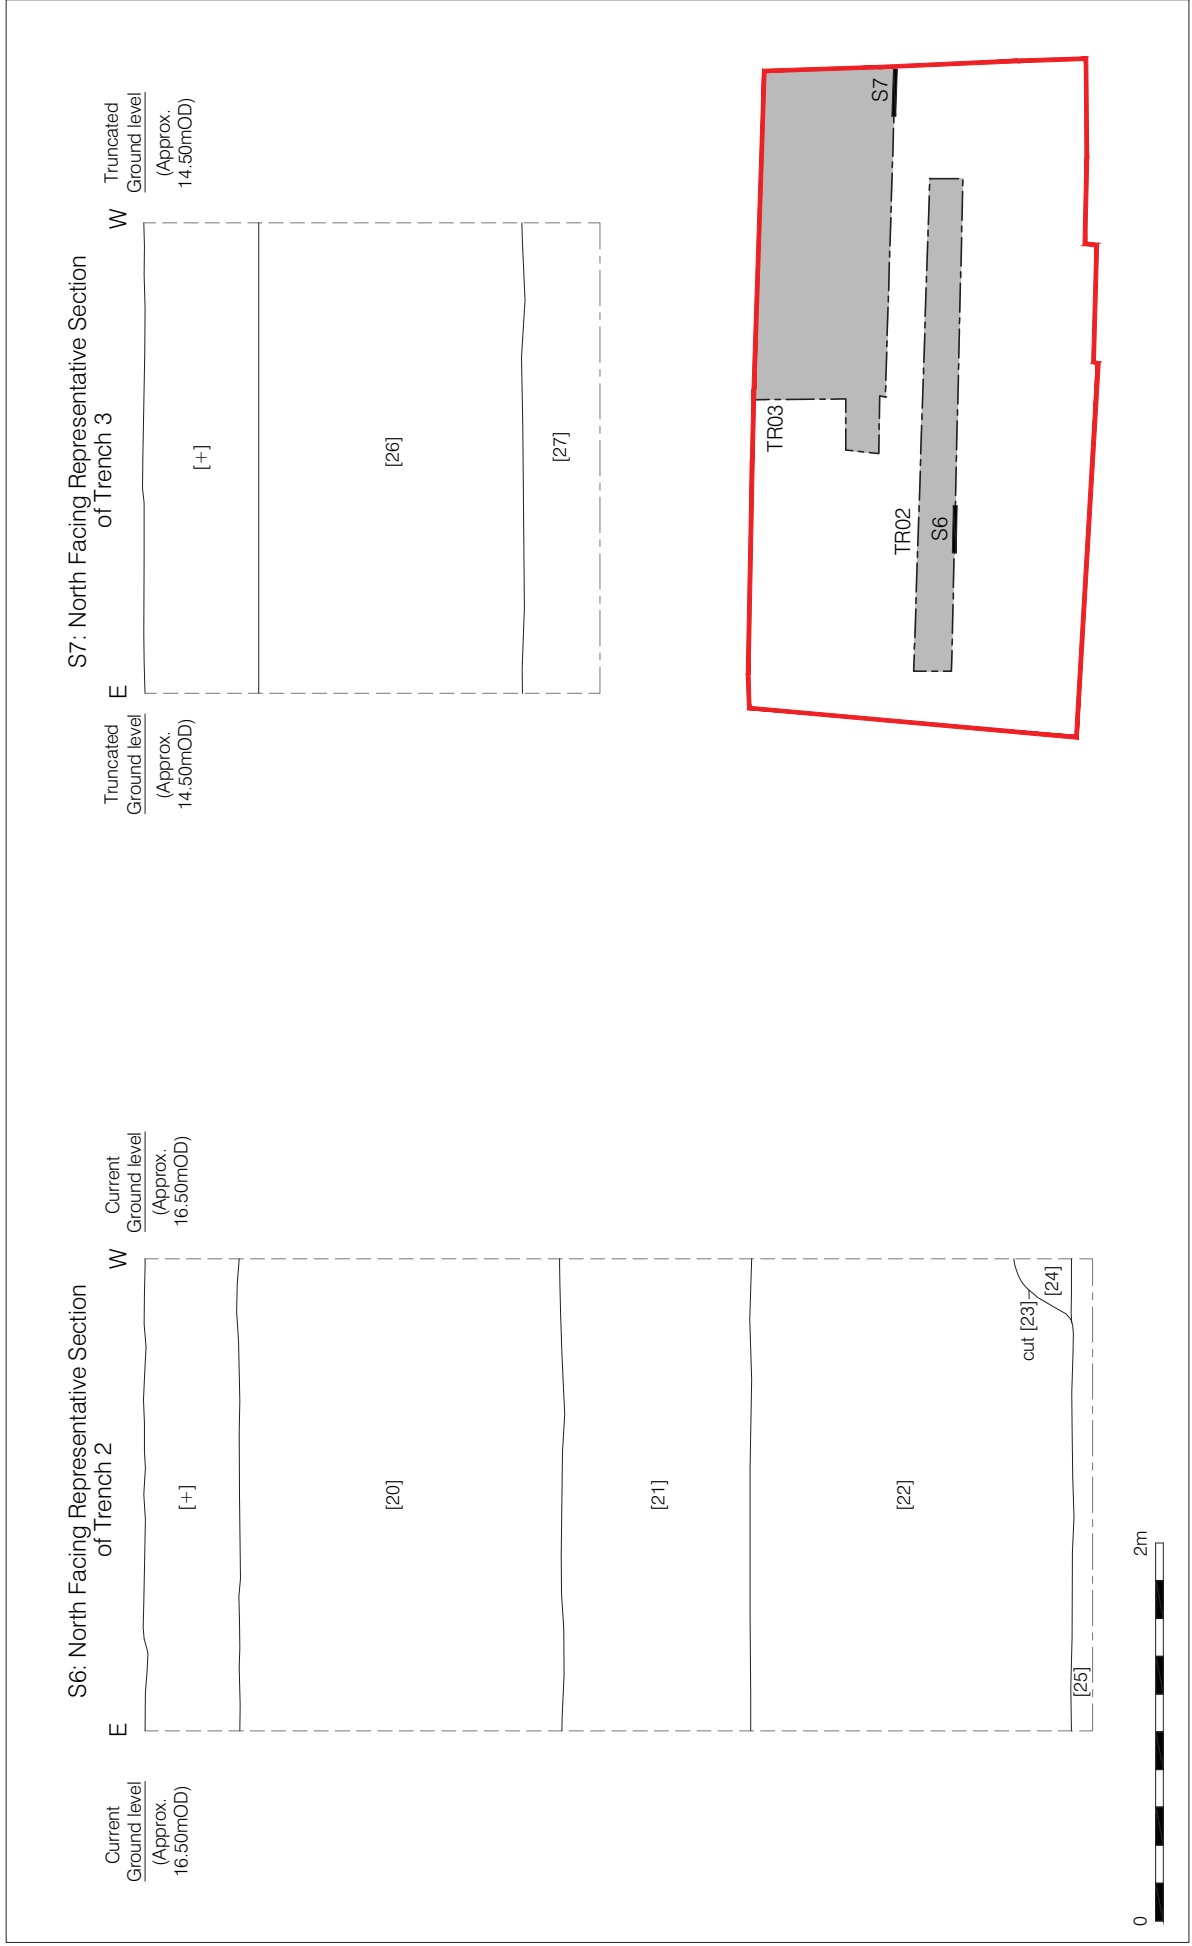 S6: North Facing Representative Section
of Trench 2
Current
Ground level
(Approx.
16.50mOD)
E
W
Current
Ground level
(Approx.
16.50mOD)
[+]
[20]
[21]
[22]
cut [23]
[24]
[25]
0
2m
S7: North Facing Representative Section
of Trench 3
Truncated
Ground level
(Approx.
14.50mOD)
E
W
Truncated
Ground level
(Approx.
14.50mOD)
[+]
[26]
[27]
TR03
S7
TR02
S6